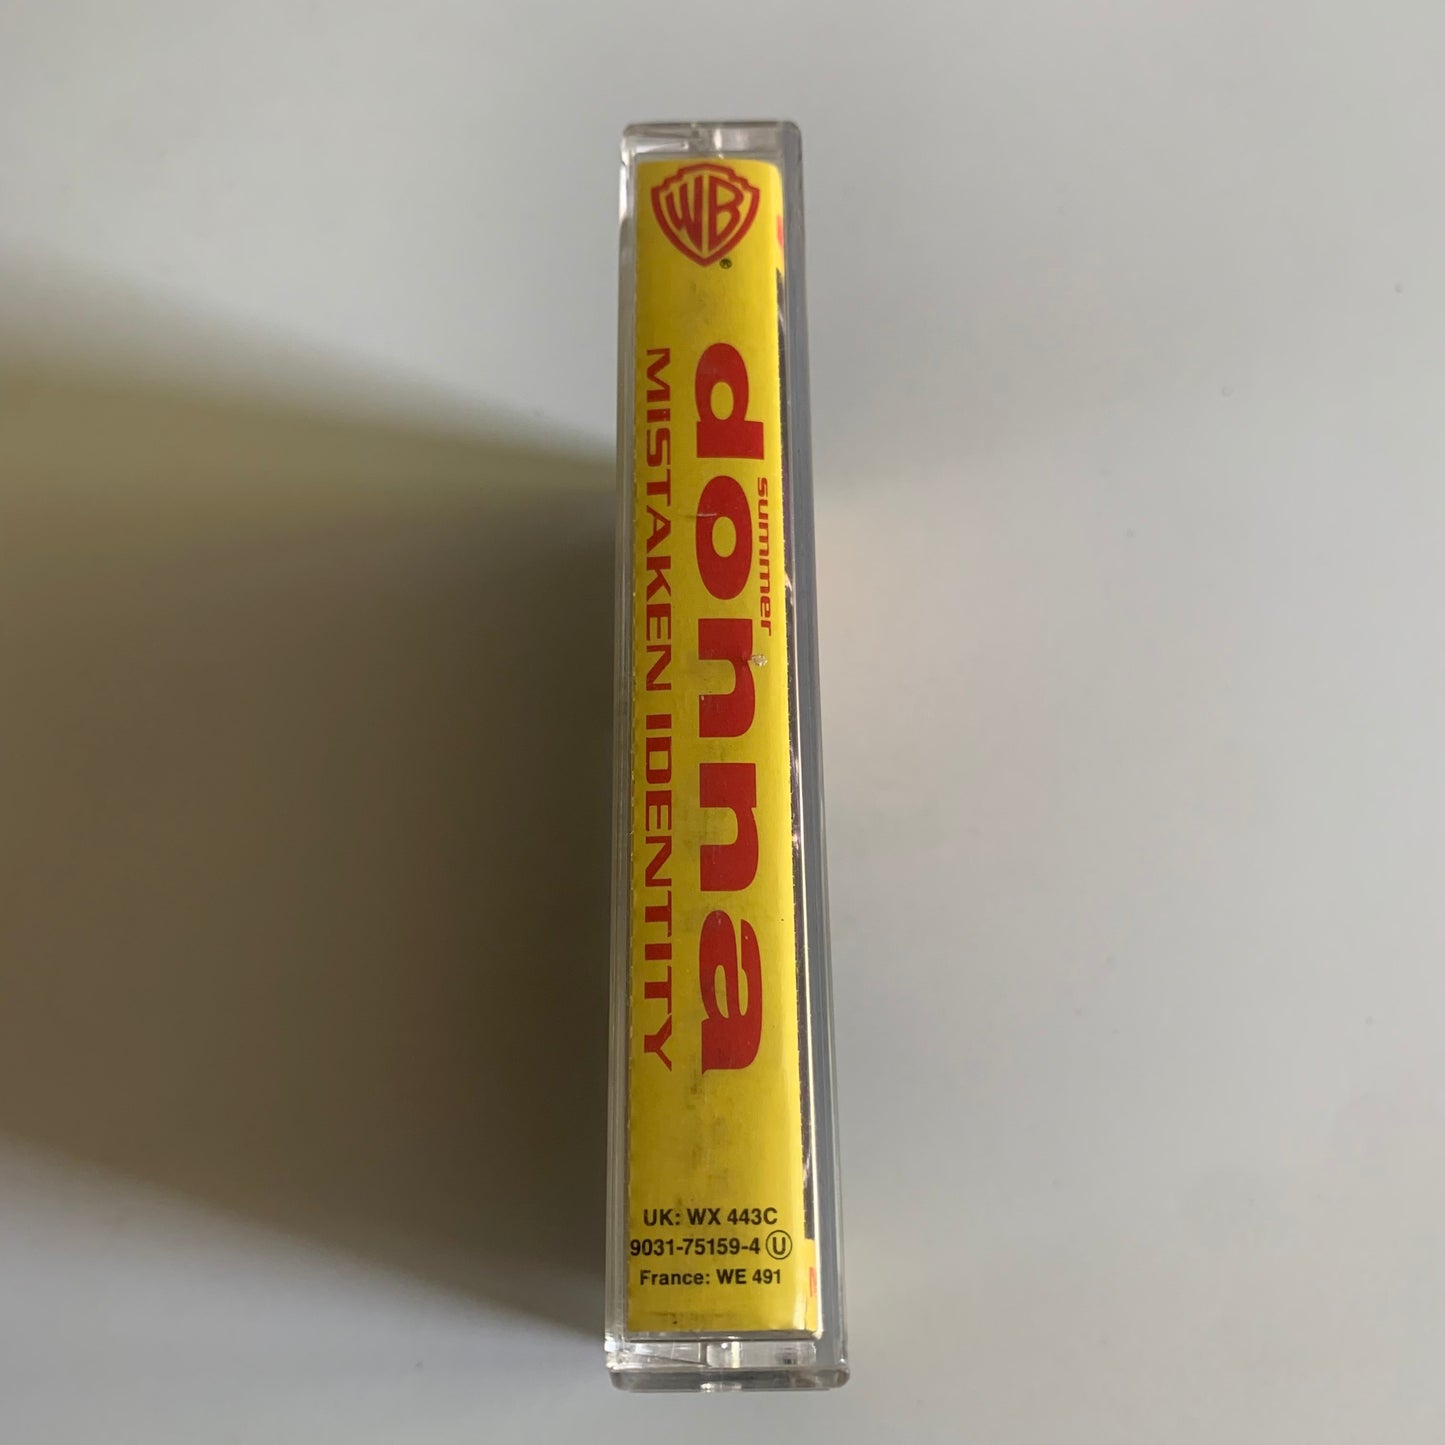 WB
®
summer
donna
MISTAKEN IDENTITY
UK: WX 443C
9031-75159-4 Ⓤ
France: WE 491